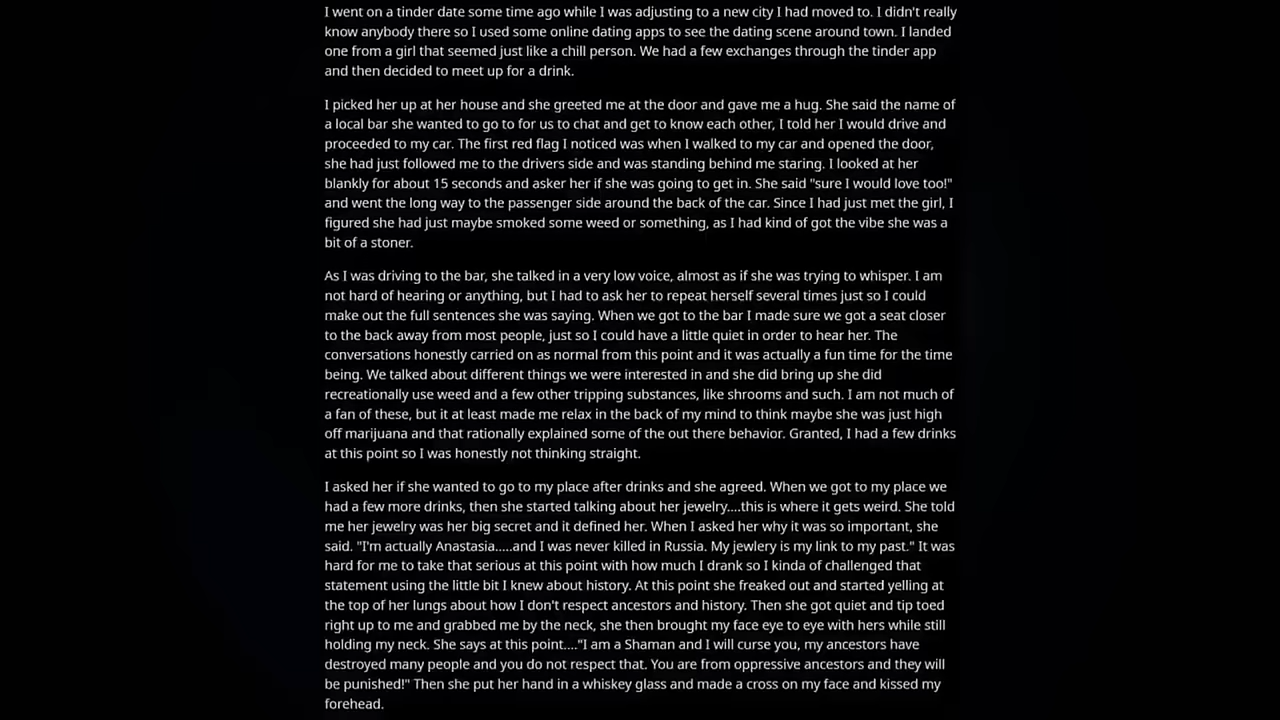 I went on a tinder date some time ago while I was adjusting to a new city I had moved to. I didn't really
know anybody there so I used some online dating apps to see the dating scene around town. I landed
one from a girl that seemed just like a chill person. We had a few exchanges through the tinder app
and then decided to meet up for a drink.
I picked her up at her house and she greeted me at the door and gave me a hug. She said the name of
a local bar she wanted to go to for us to chat and get to know each other, I told her I would drive and
proceeded to my car. The first red flag I noticed was when I walked to my car and opened the door,
she had just followed me to the drivers side and was standing behind me staring. I looked at her
blankly for about 15 seconds and asker her if she was going to get in. She said "sure I would love too!"
and went the long way to the passenger side around the back of the car. Since I had just met the girl, I
figured she had just maybe smoked some weed or something, as I had kind of got the vibe she was a
bit of a stoner.
As I was driving to the bar, she talked in a very low voice, almost as if she was trying to whisper. I am
not hard of hearing or anything, but I had to ask her to repeat herself several times just so I could
make out the full sentences she was saying. When we got to the bar I made sure we got a seat closer
to the back away from most people, just so I could have a little quiet in order to hear her. The
conversations honestly carried on as normal from this point and it was actually a fun time for the time
being. We talked about different things we were interested in and she did bring up she did
recreationally use weed and a few other tripping substances, like shrooms and such. I am not much of
a fan of these, but it at least made me relax in the back of my mind to think maybe she was just high
off marijuana and that rationally explained some of the out there behavior. Granted, I had a few drinks
at this point so I was honestly not thinking straight.
I asked her if she wanted to go to my place after drinks and she agreed. When we got to my place we
had a few more drinks, then she started talking about her jewelry....this is where it gets weird. She told
me her jewelry was her big secret and it defined her. When I asked her why it was so important, she
said. "I'm actually Anastasia.....and I was never killed in Russia. My jewlery is my link to my past." It was
hard for me to take that serious at this point with how much I drank so I kinda of challenged that
statement using the little bit I knew about history. At this point she freaked out and started yelling at
the top of her lungs about how I don't respect ancestors and history. Then she got quiet and tip toed
right up to me and grabbed me by the neck, she then brought my face eye to eye with hers while still
holding my neck. She says at this point...."I am a Shaman and I will curse you, my ancestors have
destroyed many people and you do not respect that. You are from oppressive ancestors and they will
be punished!" Then she put her hand in a whiskey glass and made a cross on my face and kissed my
forehead.